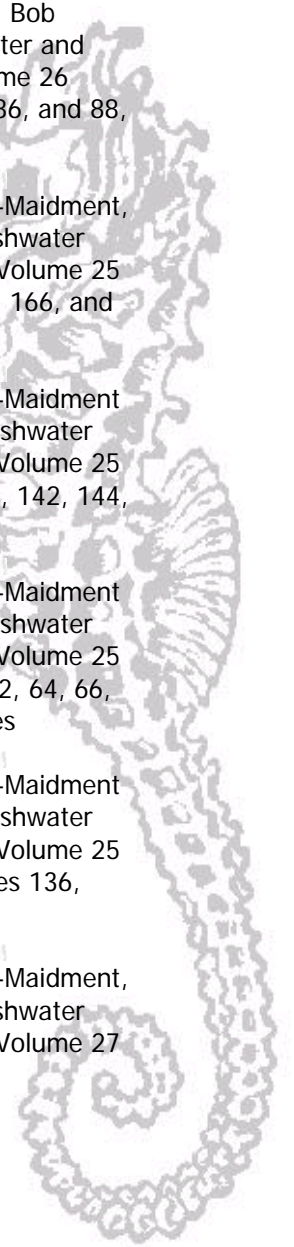 Bob
ter and
me 26
36, and 88,
-Maidment,
shwater
Volume 25
166, and
-Maidment
shwater
Volume 25
, 142, 144,
-Maidment
shwater
Volume 25
2, 64, 66,
es
-Maidment
shwater
Volume 25
es 136,
-Maidment,
shwater
Volume 27